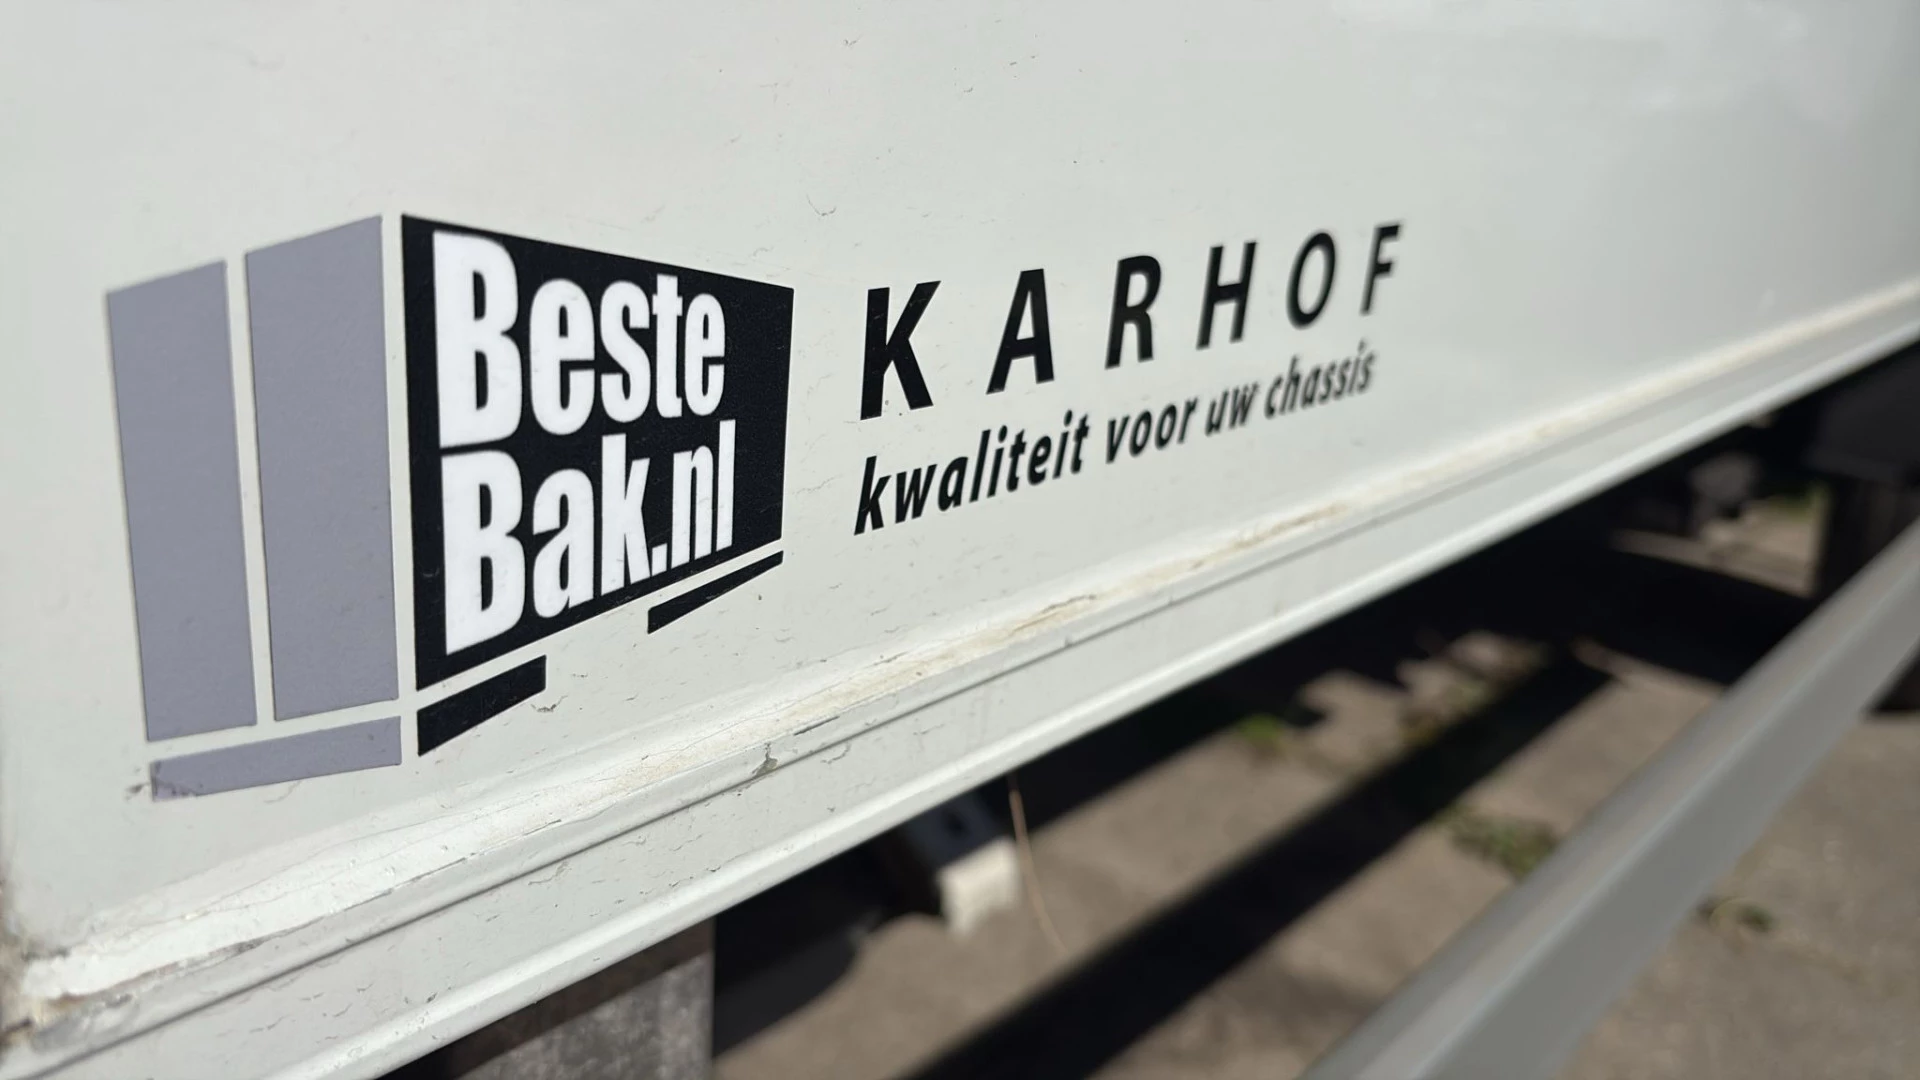 Beste
Bak.nl
KARHOF
kwaliteit voor uw chassis